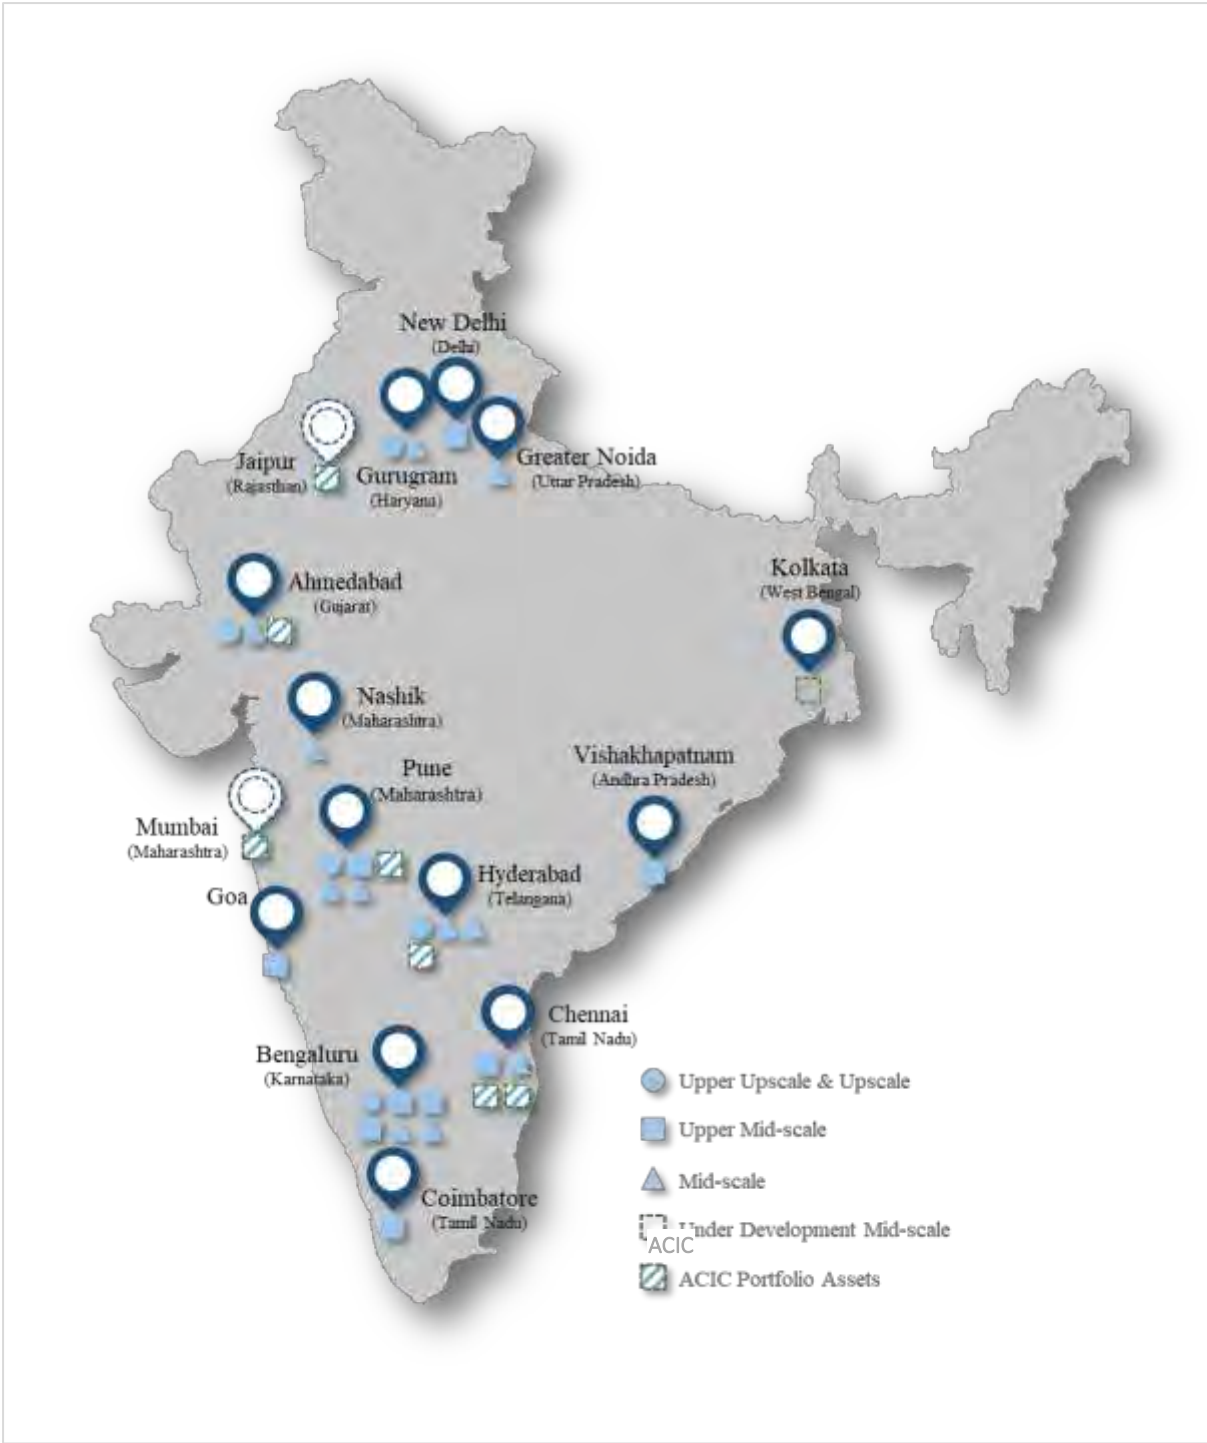 New Delhi
(Delhi)
Greater Noida
(Uttar Pradesh)
Jaipur
(Rajasthan)
Gurugram
(Haryana)
Ahmedabad
(Gujarat)
Kolkata
(West Bengal)
Nashik
(Maharashtra)
Vishakhapatnam
(Andhra Pradesh)
Pune
(Maharashtra)
Mumbai
(Maharashtra)
Hyderabad
(Telangana)
Goa
Chennai
(Tamil Nadu)
Bengaluru
(Karnataka)
Coimbatore
(Tamil Nadu)
Upper Upscale & Upscale
Upper Mid-scale
Mid-scale
Under Development Mid-scale
ACIC
ACIC Portfolio Assets